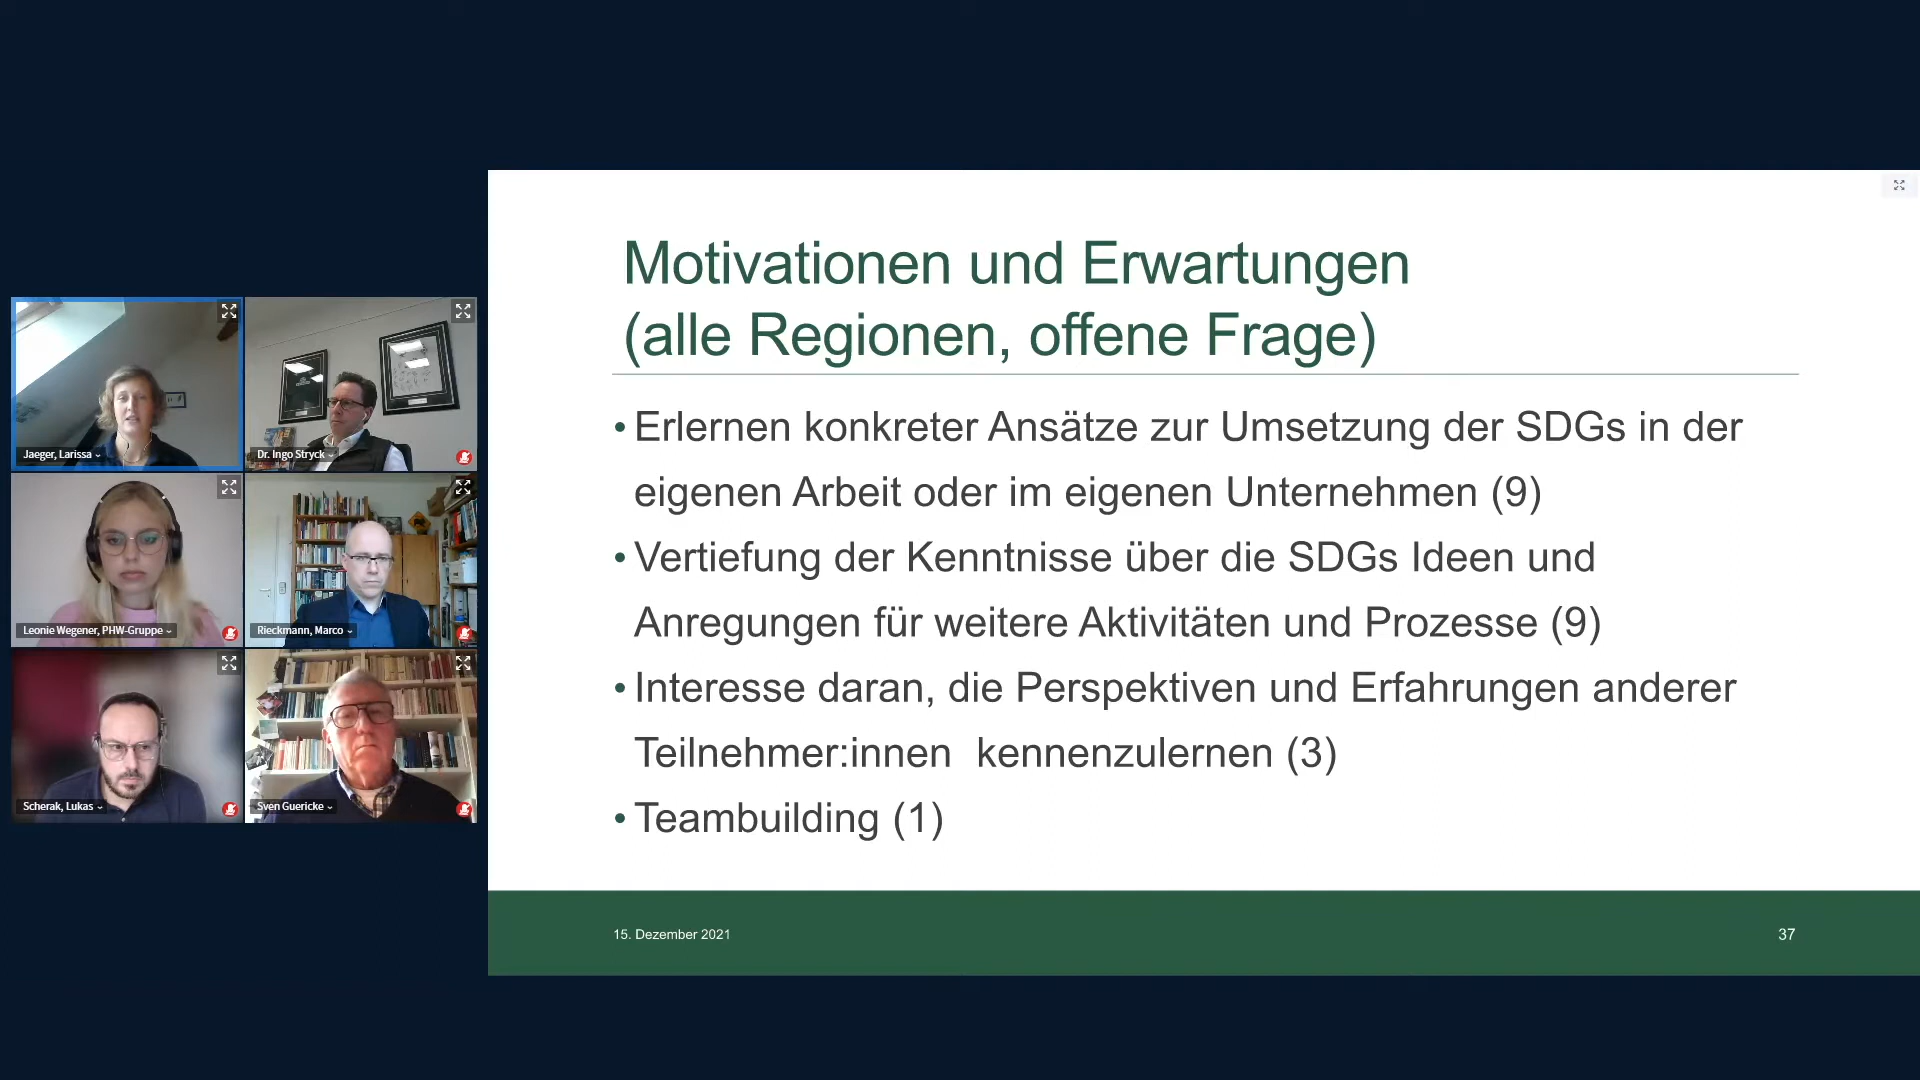 Motivationen und Erwartungen
(alle Regionen, offene Frage)
• Erlernen konkreter Ansätze zur Umsetzung der SDGs in der
eigenen Arbeit oder im eigenen Unternehmen (9)
• Vertiefung der Kenntnisse über die SDGs Ideen und
Anregungen für weitere Aktivitäten und Prozesse (9)
• Interesse daran, die Perspektiven und Erfahrungen anderer
Teilnehmer:innen kennenzulernen (3)
• Teambuilding (1)
15. Dezember 2021
37
Jaeger, Larissa
Dr. Ingo Stryck
Leonie Wegener, PHW-Gruppe
Rieckmann, Marco
Scherak, Lukas
Sven Guericke